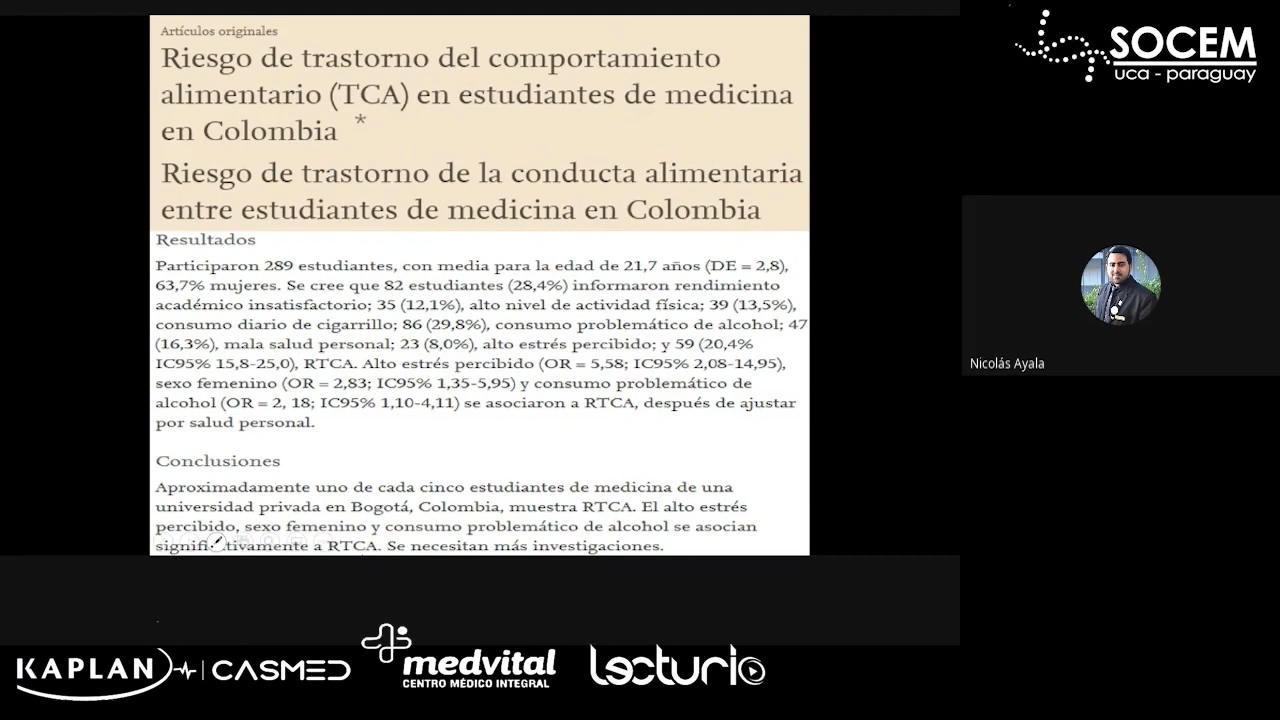 Artículos originales
Riesgo de trastorno del comportamiento
alimentario (TCA) en estudiantes de medicina
en Colombia *
Riesgo de trastorno de la conducta alimentaria
entre estudiantes de medicina en Colombia
Resultados
Participaron 289 estudiantes, con media para la edad de 21,7 años (DE = 2,8),
63,7% mujeres. Se cree que 82 estudiantes (28,4%) informaron rendimiento
académico insatisfactorio; 35 (12,1%), alto nivel de actividad física; 39 (13,5%),
consumo diario de cigarrillo; 86 (29,8%), consumo problemático de alcohol; 47
(16,3%), mala salud personal; 23 (8,0%), alto estrés percibido; y 59 (20,4%
IC95% 15,8-25,0), RTCA. Alto estrés percibido (OR = 5,58; IC95% 2,08-14,95),
sexo femenino (OR = 2,83; IC95% 1,35-5,95) y consumo problemático de
alcohol (OR = 2, 18; IC95% 1,10-4,11) se asociaron a RTCA, después de ajustar
por salud personal.
Conclusiones
Aproximadamente uno de cada cinco estudiantes de medicina de una
universidad privada en Bogotá, Colombia, muestra RTCA. El alto estrés
percibido, sexo femenino y consumo problemático de alcohol se asocian
significativamente a RTCA. Se necesitan más investigaciones.
SOCEM
uca - paraguay
Nicolás Ayala
KAPLAN
CASMED
medvital
CENTRO MÉDICO INTEGRAL
lecturio